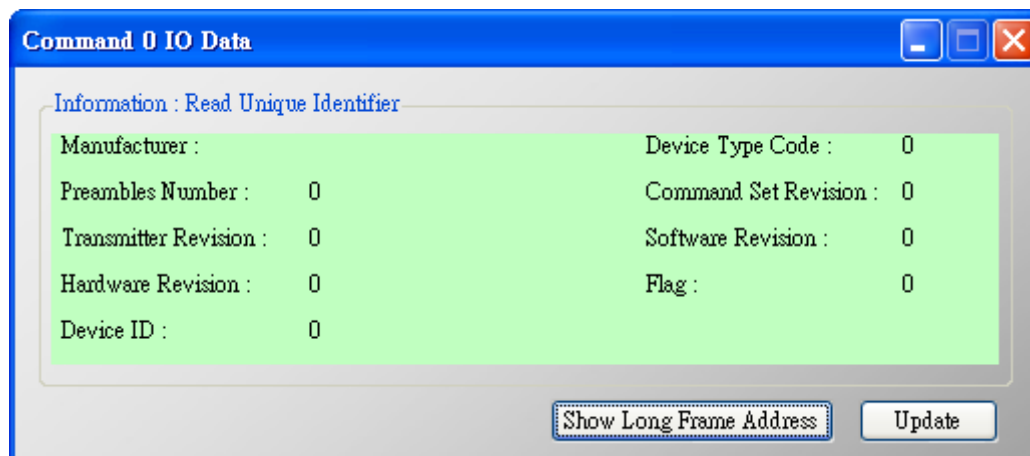 Command 0 IO Data
Information : Read Unique Identifier
Manufacturer : Device Type Code : 0
Preambles Number : 0 Command Set Revision : 0
Transmitter Revision : 0 Software Revision : 0
Hardware Revision : 0 Flag : 0
Device ID : 0
Show Long Frame Address Update